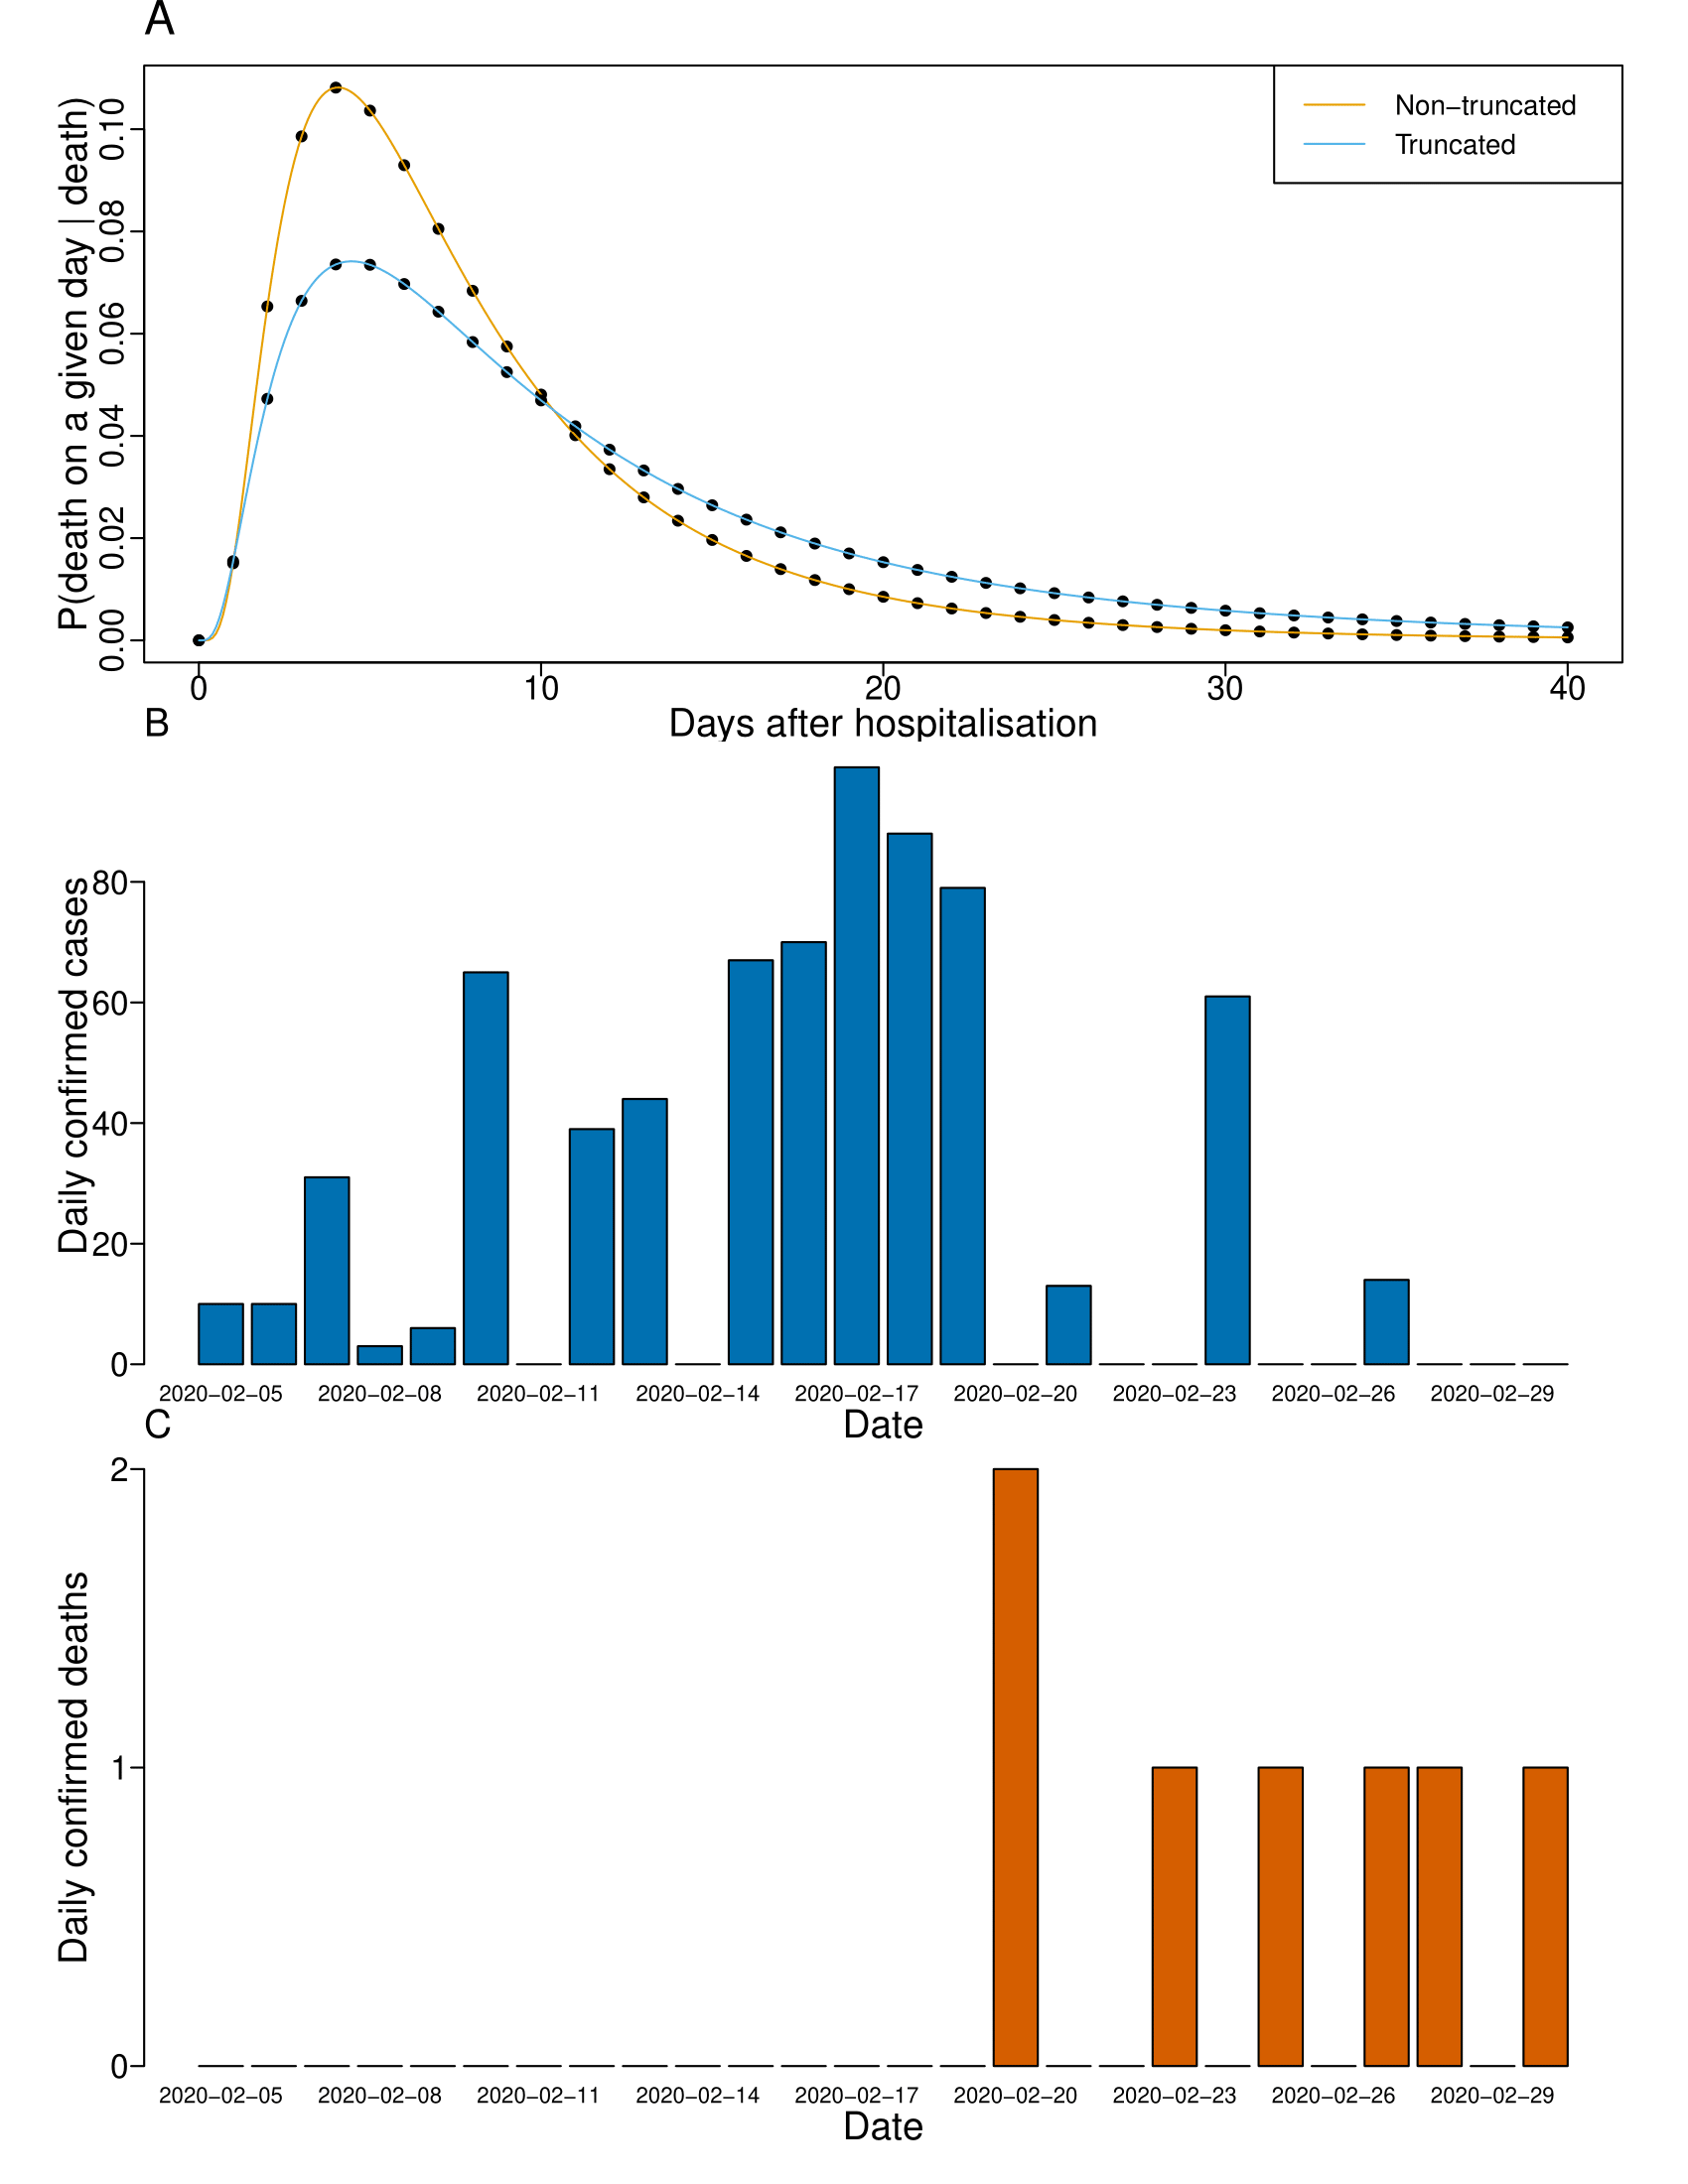 A
P(death on a given day | death)
0.10
0.08
0.06
0.04
0.02
0.00
Non−truncated
Truncated
0 10 20 30 40
Days after hospitalisation
B
Daily confirmed cases
80
60
40
20
0
2020−02−05 2020−02−08 2020−02−11 2020−02−14 2020−02−17 2020−02−20 2020−02−23 2020−02−26 2020−02−29
Date
C
Daily confirmed deaths
2
1
0
2020−02−05 2020−02−08 2020−02−11 2020−02−14 2020−02−17 2020−02−20 2020−02−23 2020−02−26 2020−02−29
Date